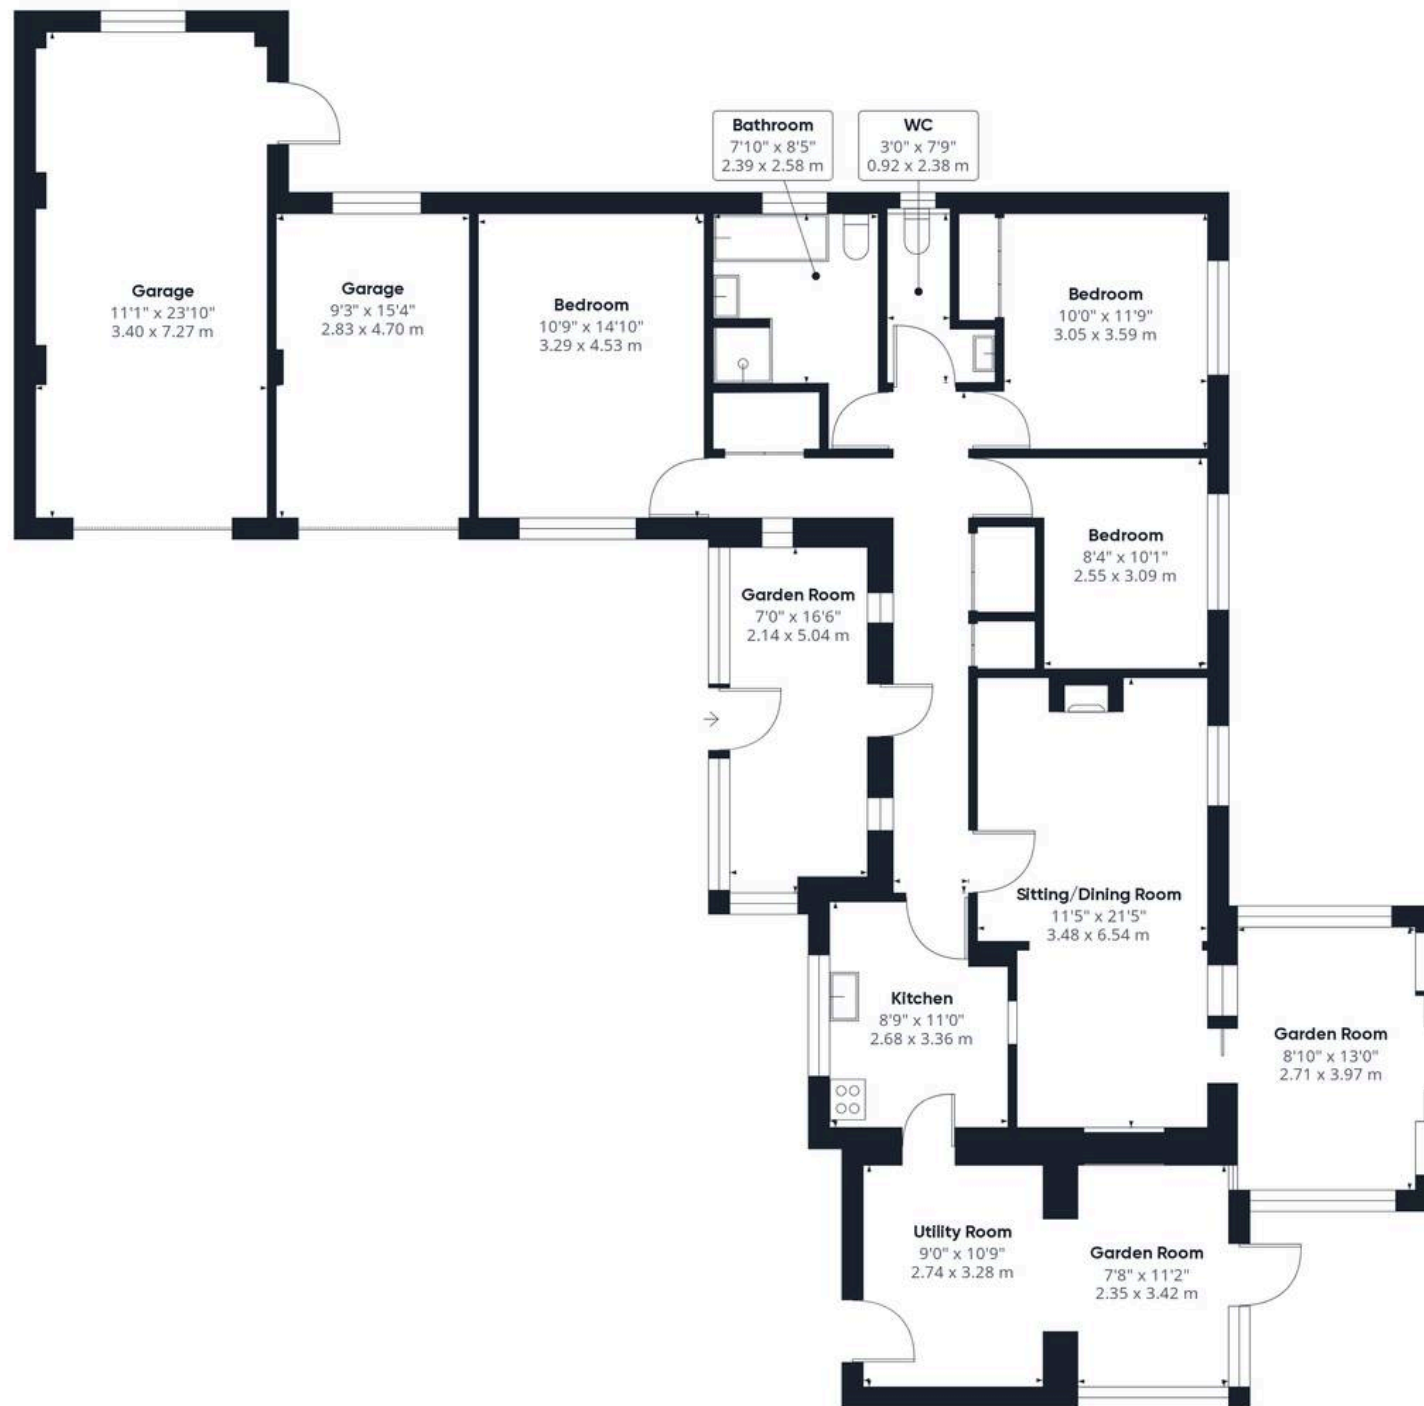 Bathroom
7'10" x 8'5"
2.39 x 2.58 m
WC
3'0" x 7'9"
0.92 x 2.38 m
Garage
11'1" x 23'10"
3.40 x 7.27 m
Garage
9'3" x 15'4"
2.83 x 4.70 m
Bedroom
10'9" x 14'10"
3.29 x 4.53 m
Bedroom
10'0" x 11'9"
3.05 x 3.59 m
Bedroom
8'4" x 10'1"
2.55 x 3.09 m
Garden Room
7'0" x 16'6"
2.14 x 5.04 m
Sitting/Dining Room
11'5" x 21'5"
3.48 x 6.54 m
Kitchen
8'9" x 11'0"
2.68 x 3.36 m
Garden Room
8'10" x 13'0"
2.71 x 3.97 m
Utility Room
9'0" x 10'9"
2.74 x 3.28 m
Garden Room
7'8" x 11'2"
2.35 x 3.42 m